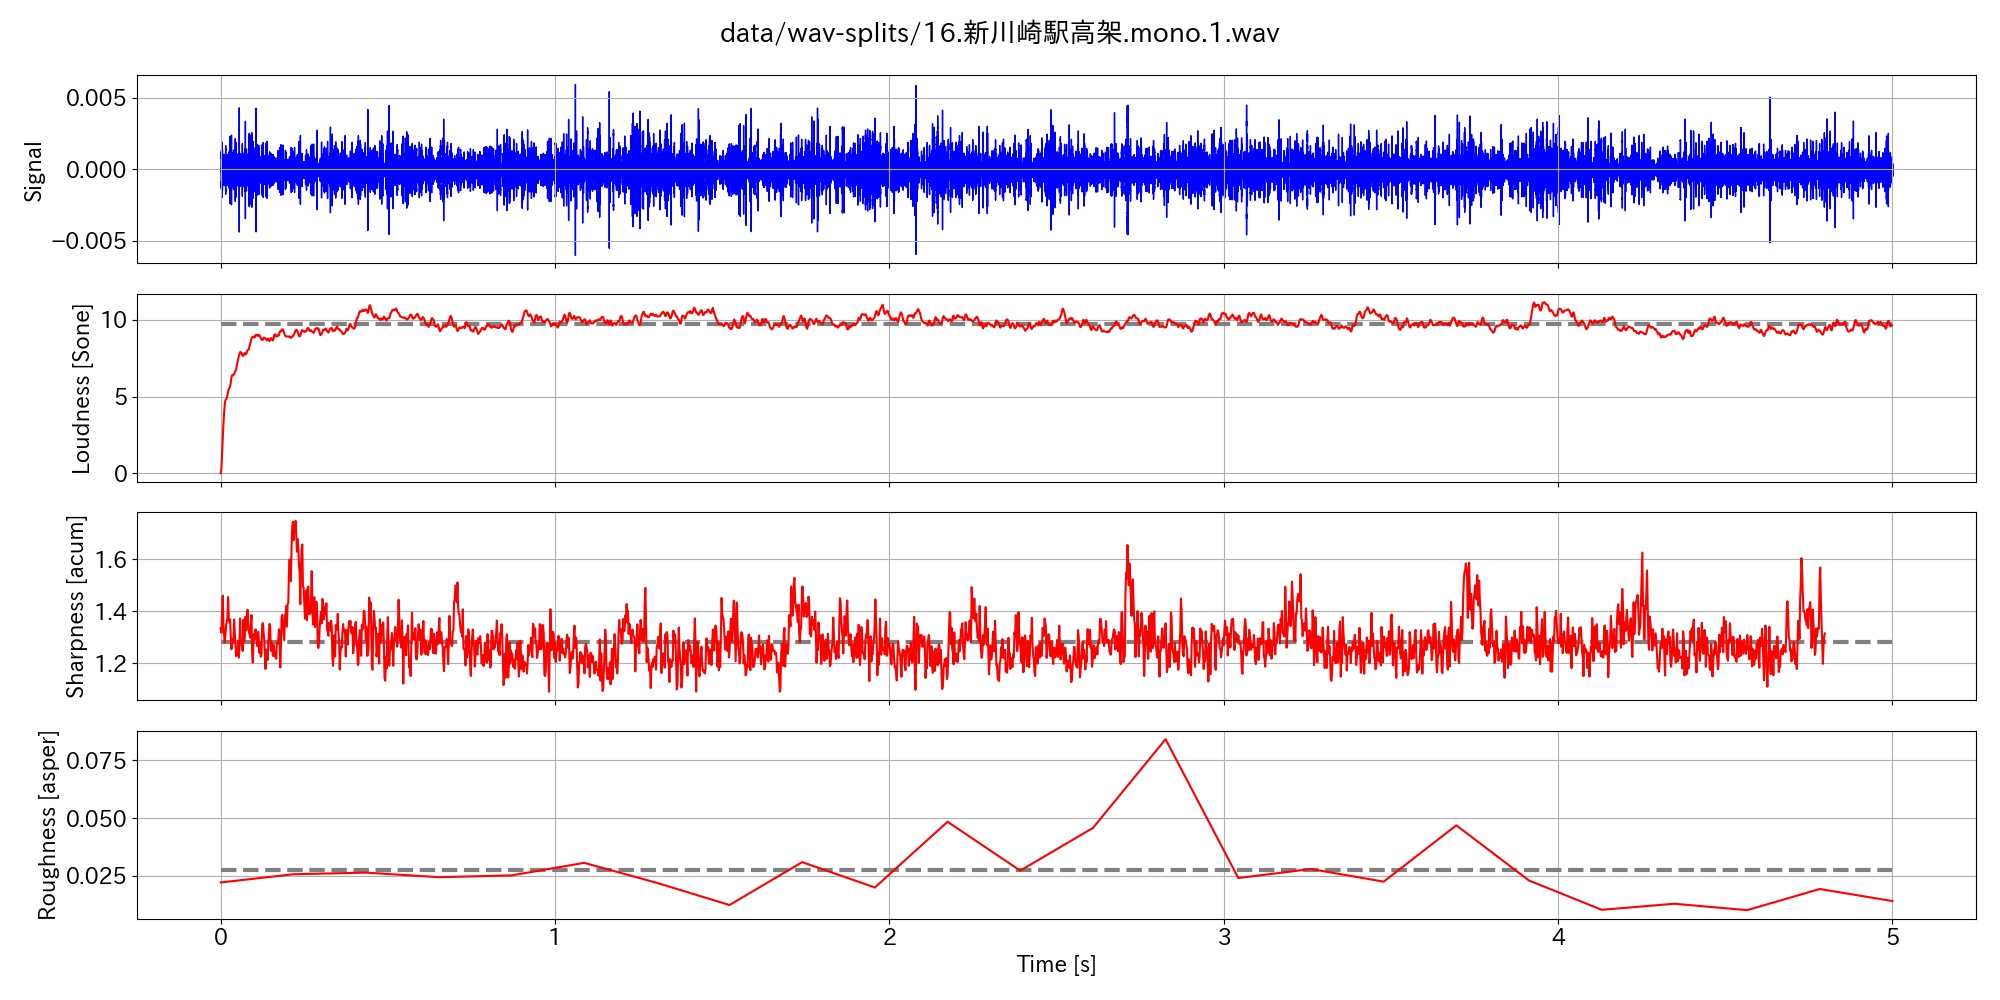 data/wav-splits/16.新川崎駅高架.mono.1.wav
Signal
0.005
0.000
−0.005
Loudness [Sone]
10
5
0
Sharpness [acum]
1.6
1.4
1.2
Roughness [asper]
0.075
0.050
0.025
0 1 2 3 4 5
Time [s]